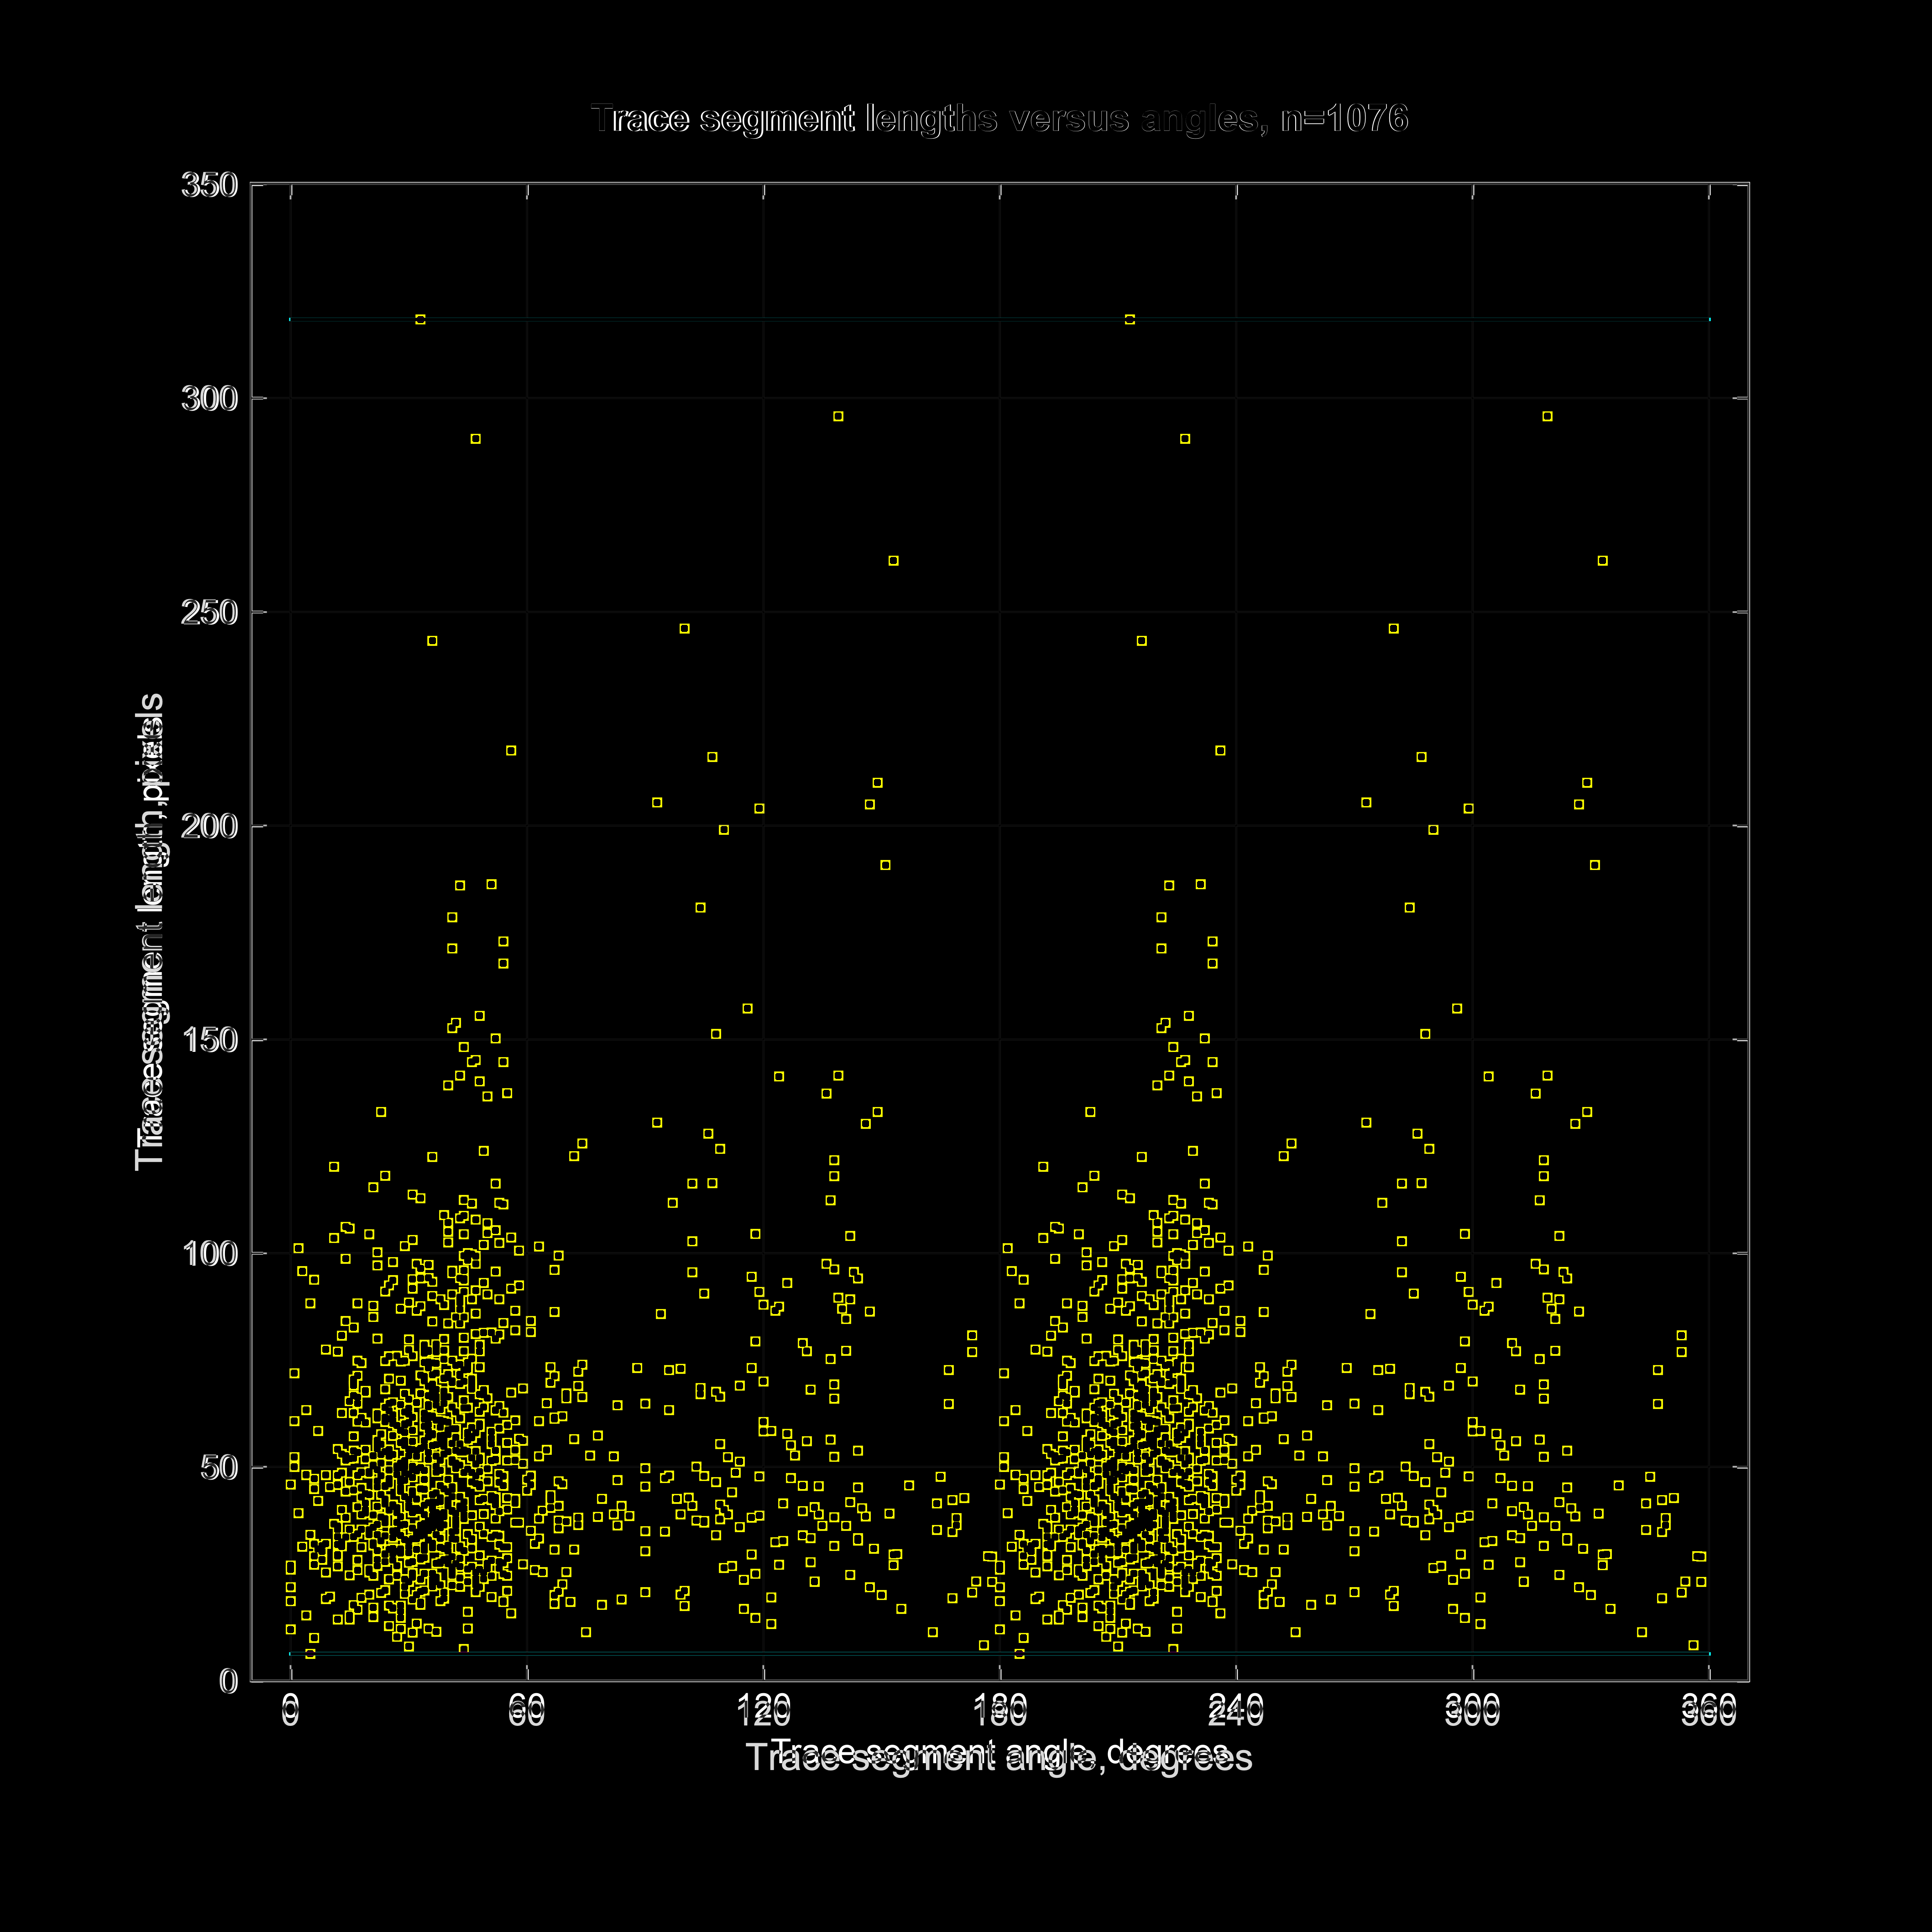 Trace segment lengths versus angles, n=1076
350
300
250
200
150
100
50
0
Trace segment length, pixels
0 60 120 180 240 300 360
Trace segment angle, degrees